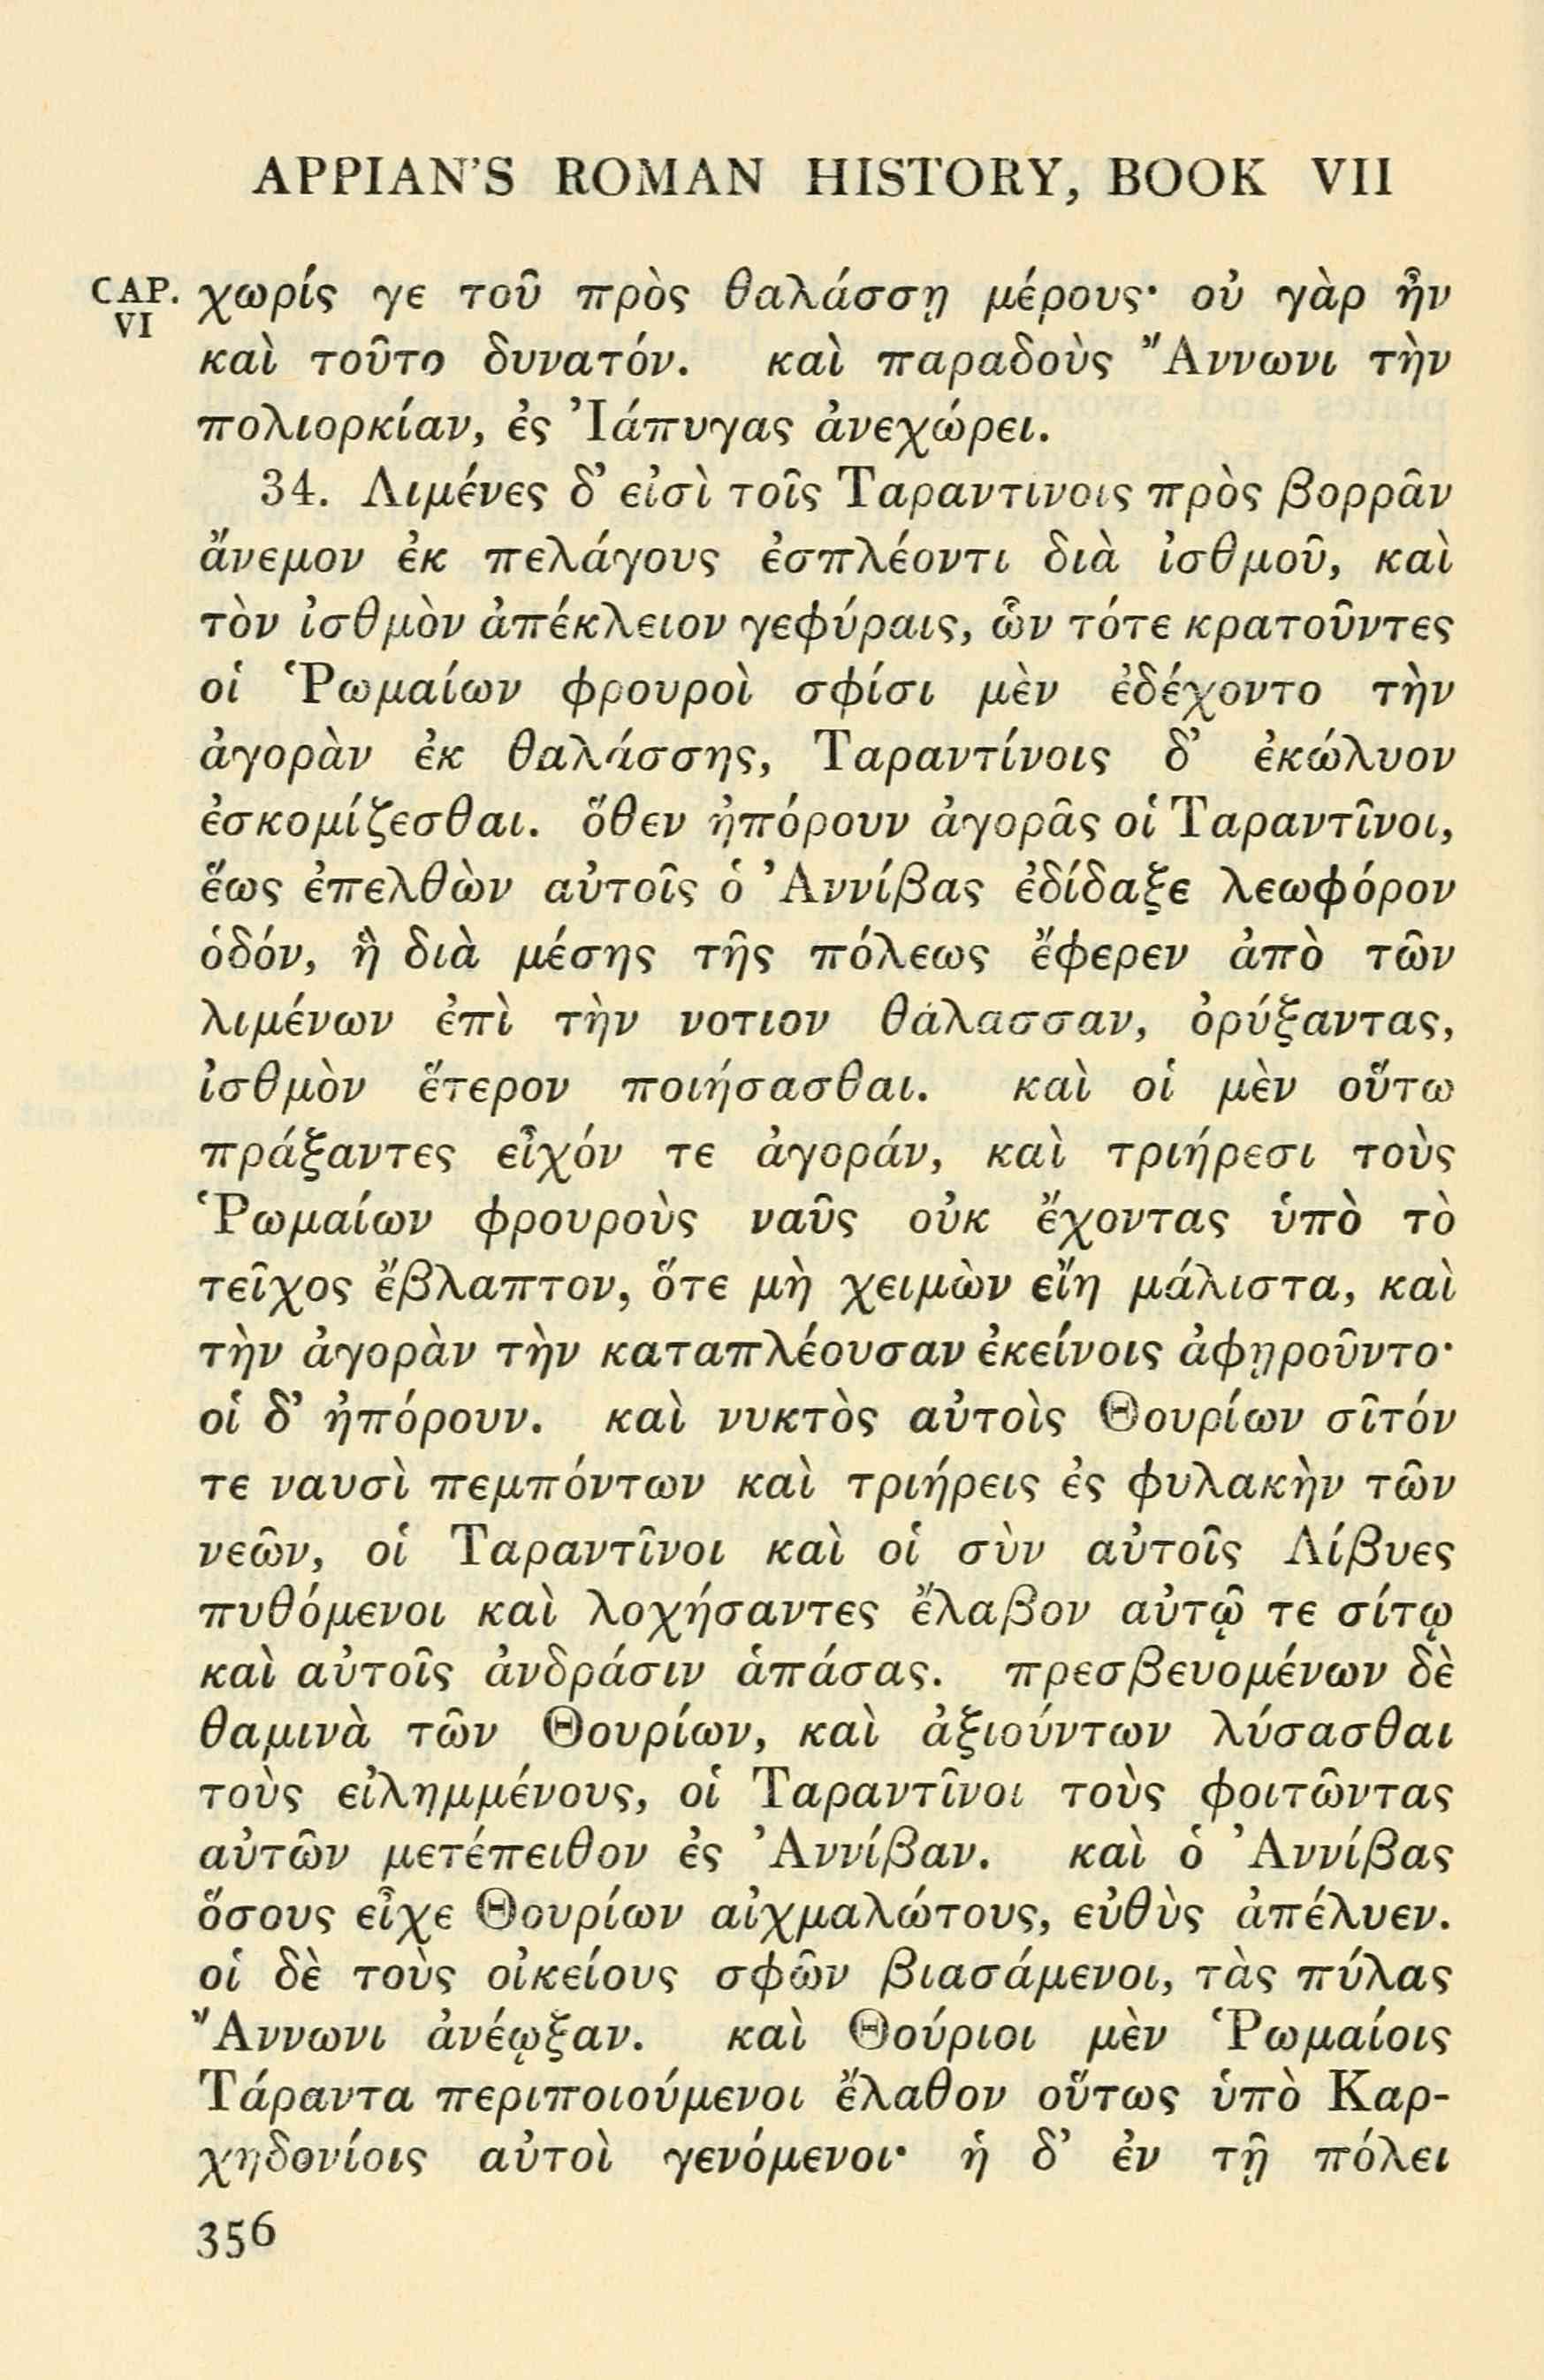 APPIAN'S ROMAN HISTORY, BOOK VII
CAP. VI χωρίς γε τοῦ πρὸς θαλάσσῃ μέρους· οὐ γὰρ ἦν
καὶ τοῦτο δυνατόν. καὶ παραδοὺς Ἄννωνι τὴν
πολιορκίαν, ἐς Ἰάπυγας ἀνεχώρει.
34. Λιμένες δ᾿ εἰσὶ τοῖς Ταραντινοις πρὸς βορρᾶν
ἄνεμον ἐκ πελάγους ἐσπλέοντι διὰ ἰσθμοῦ, καὶ
τὸν ἰσθμὸν ἀπέκλειον γεφύραις, ὧν τότε κρατοῦντες
οἱ Ῥωμαίων φρουροὶ σφίσι μὲν ἐδέχοντο τὴν
ἀγορὰν ἐκ θαλάσσης, Ταραντίνοις δ᾿ ἐκώλυον
ἐσκομίζεσθαι. ὅθεν ἠπόρουν ἀγορᾶς οἱ Ταραντῖνοι,
ἕως ἐπελθὼν αὐτοῖς ὁ Ἀννίβας ἐδίδαξε λεωφόρον
ὁδόν, ἣ διὰ μέσης τῆς πόλεως ἔφερεν ἀπὸ τῶν
λιμένων ἐπὶ τὴν νοτιον θάλασσαν, ὀρύξαντας,
ἰσθμὸν ἕτερον ποιήσασθαι. καὶ οἱ μὲν οὕτω
πράξαντες εἶχόν τε ἀγοράν, καὶ τριήρεσι τοὺς
Ῥωμαίων φρουροὺς ναῦς οὐκ ἔχοντας ὑπὸ τὸ
τεῖχος ἔβλαπτον, ὅτε μὴ χειμὼν εἴη μάλιστα, καὶ
τὴν ἀγορὰν τὴν καταπλέουσαν ἐκείνοις ἀφῃροῦντο·
οἱ δ᾿ ἠπόρουν. καὶ νυκτὸς αὐτοὶς Θουρίων σῖτόν
τε ναυσὶ πεμπόντων καὶ τριήρεις ἐς φυλακὴν τῶν
νεῶν, οἱ Ταραντῖνοι καὶ οἱ σὺν αὐτοῖς Λίβυες
πυθόμενοι καὶ λοχήσαντες ἔλαβον αὐτῷ τε σίτῳ
καὶ αὐτοῖς ἀνδράσιν ἁπάσας. πρεσβευομένων δὲ
θαμινὰ τῶν Θουρίων, καὶ ἀξιούντων λύσασθαι
τοὺς εἰλημμένους, οἱ Ταραντῖνοι τοὺς φοιτῶντας
αὐτῶν μετέπειθον ἐς Ἀννίβαν. καὶ ὁ Ἀννίβας
ὅσους εἶχε Θουρίων αἰχμαλώτους, εὐθὺς ἀπέλυεν.
οἱ δὲ τοὺς οἰκείους σφῶν βιασάμενοι, τὰς πύλας
Ἄννωνι ἀνέῳξαν. καὶ Θούριοι μὲν Ῥωμαίοις
Τάραντα περιποιούμενοι ἔλαθον οὕτως ὑπὸ Καρ-
χηδονίοις αὐτοὶ γενόμενοι· ἡ δ᾿ ἐν τῇ πόλει
356